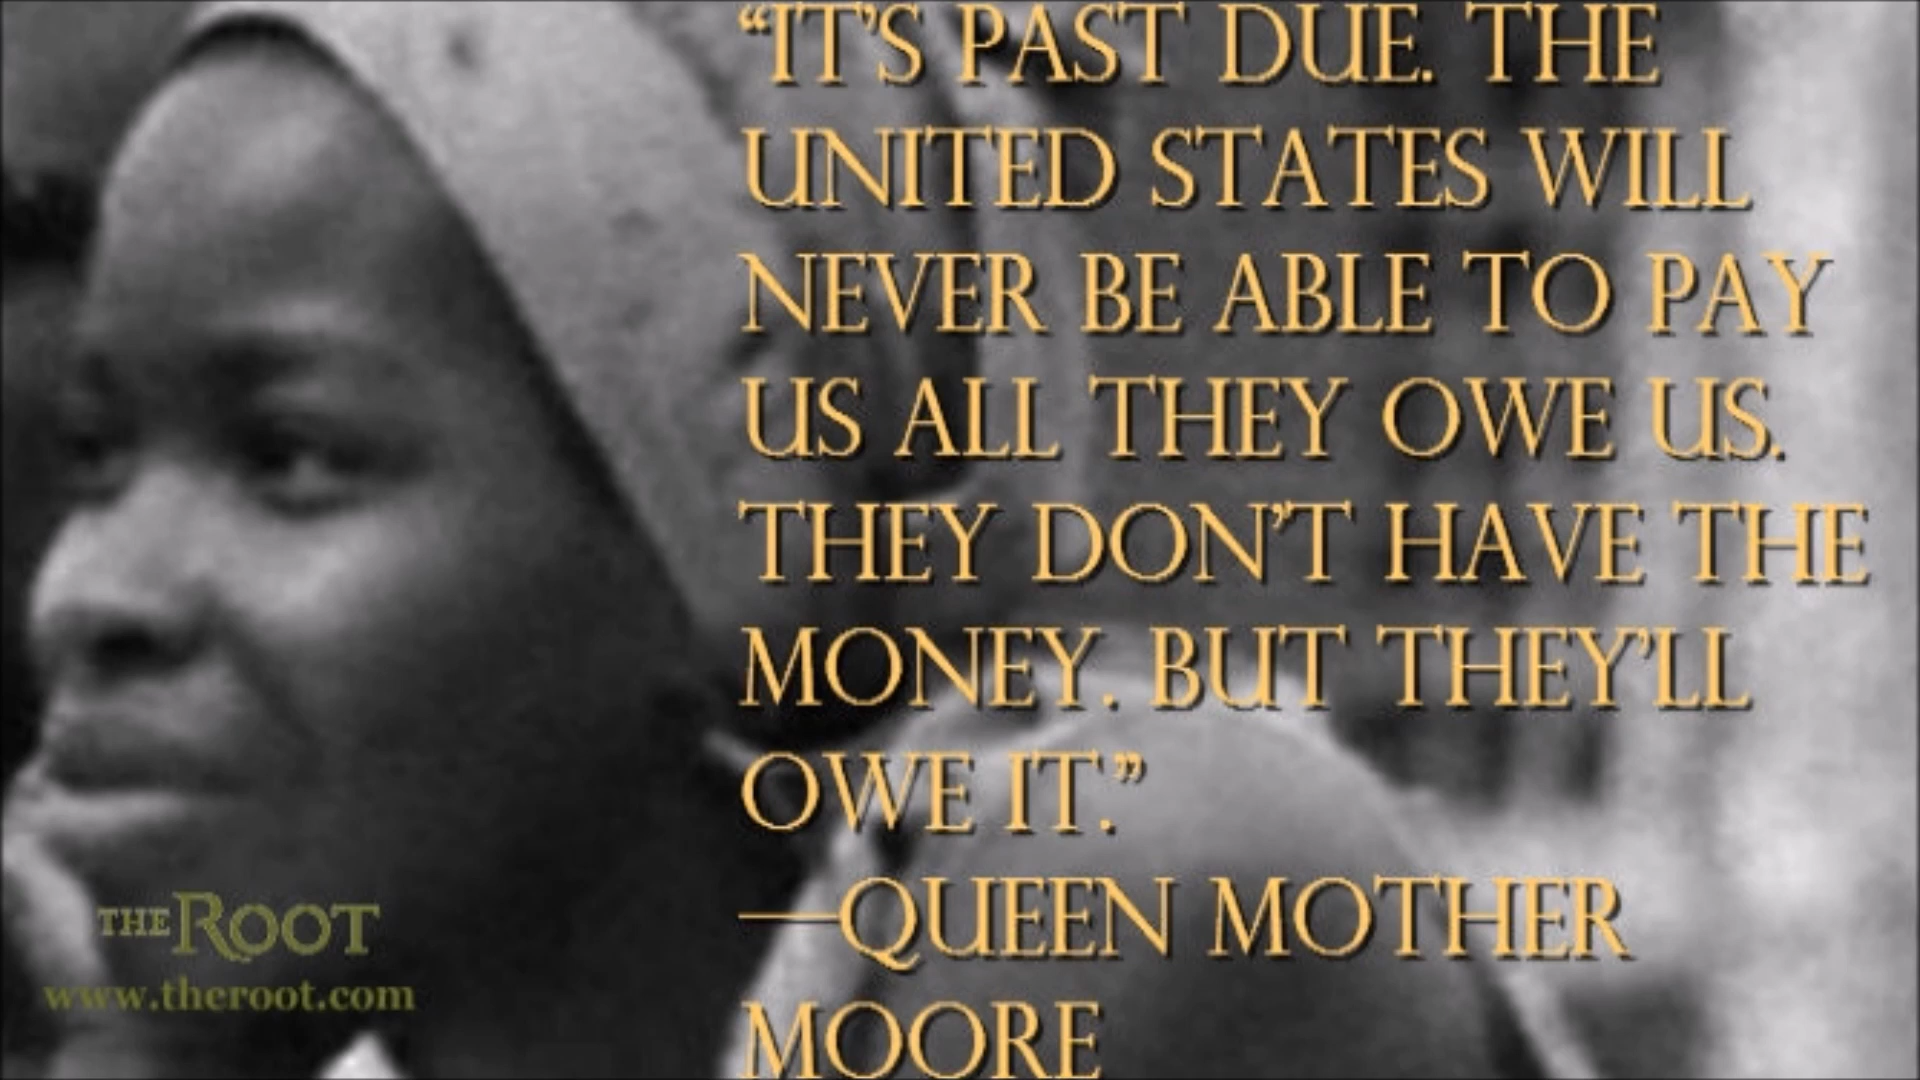 “IT’S PAST DUE. THE
UNITED STATES WILL
NEVER BE ABLE TO PAY
US ALL THEY OWE US.
THEY DON’T HAVE THE
MONEY. BUT THEY’LL
OWE IT.”
—QUEEN MOTHER
MOORE
THE ROOT
www.theroot.com